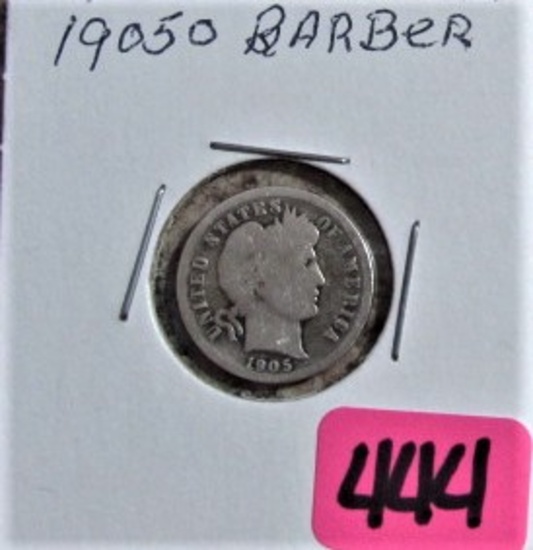 1905O BARBER
UNITED STATES OF AMERICA
1905
444